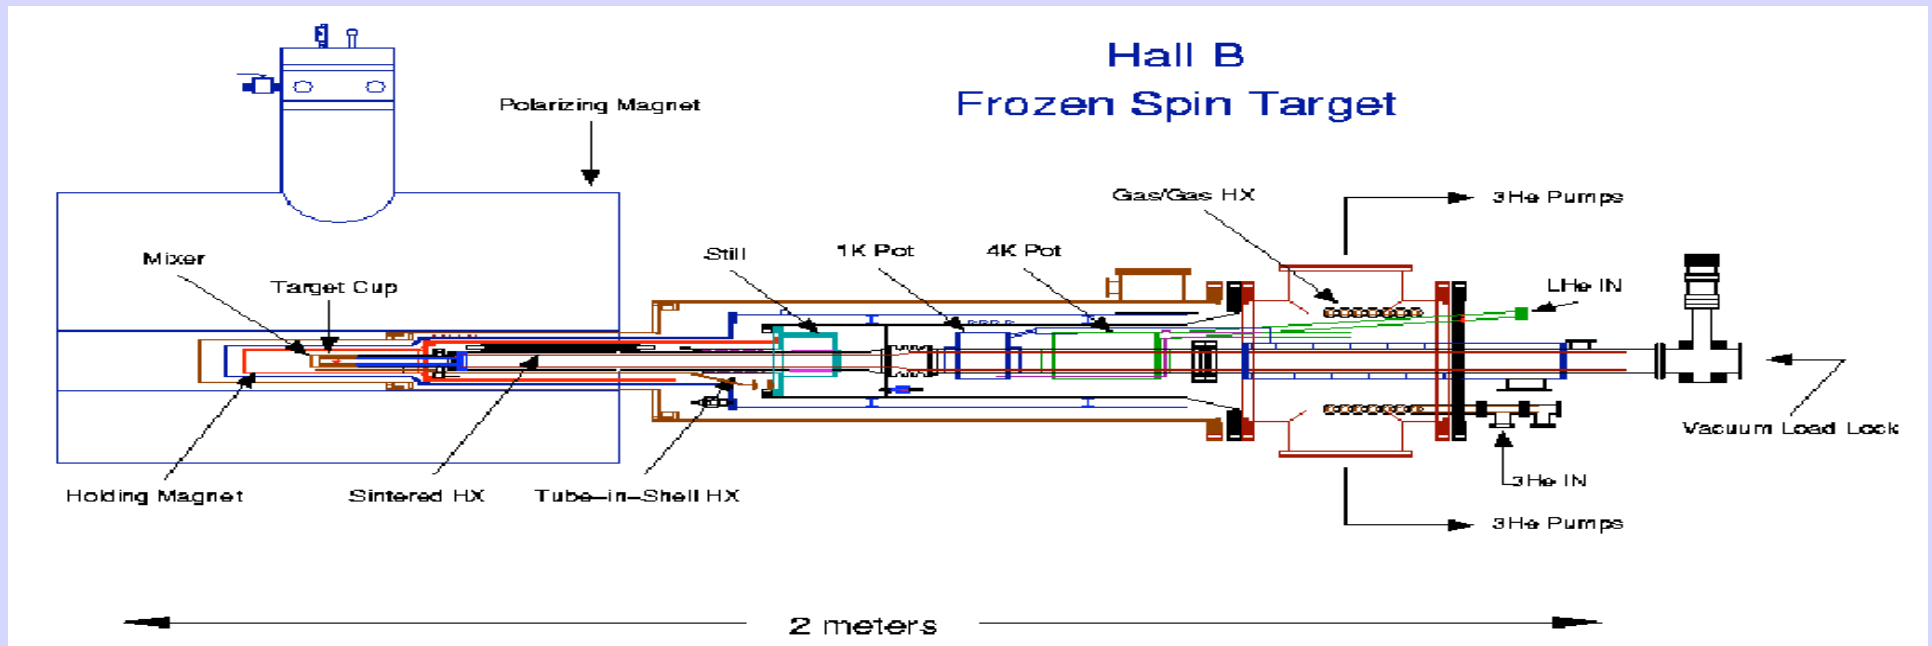 Hall B
Frozen Spin Target
Polarizing Magnet
Gas/Gas HX
3He Pumps
Mixer
Still
1K Pot
4K Pot
Target Cup
LHe IN
Vacuum Load Lock
Holding Magnet
Sintered HX
Tube-in-Shell HX
3He IN
3He Pumps
2 meters